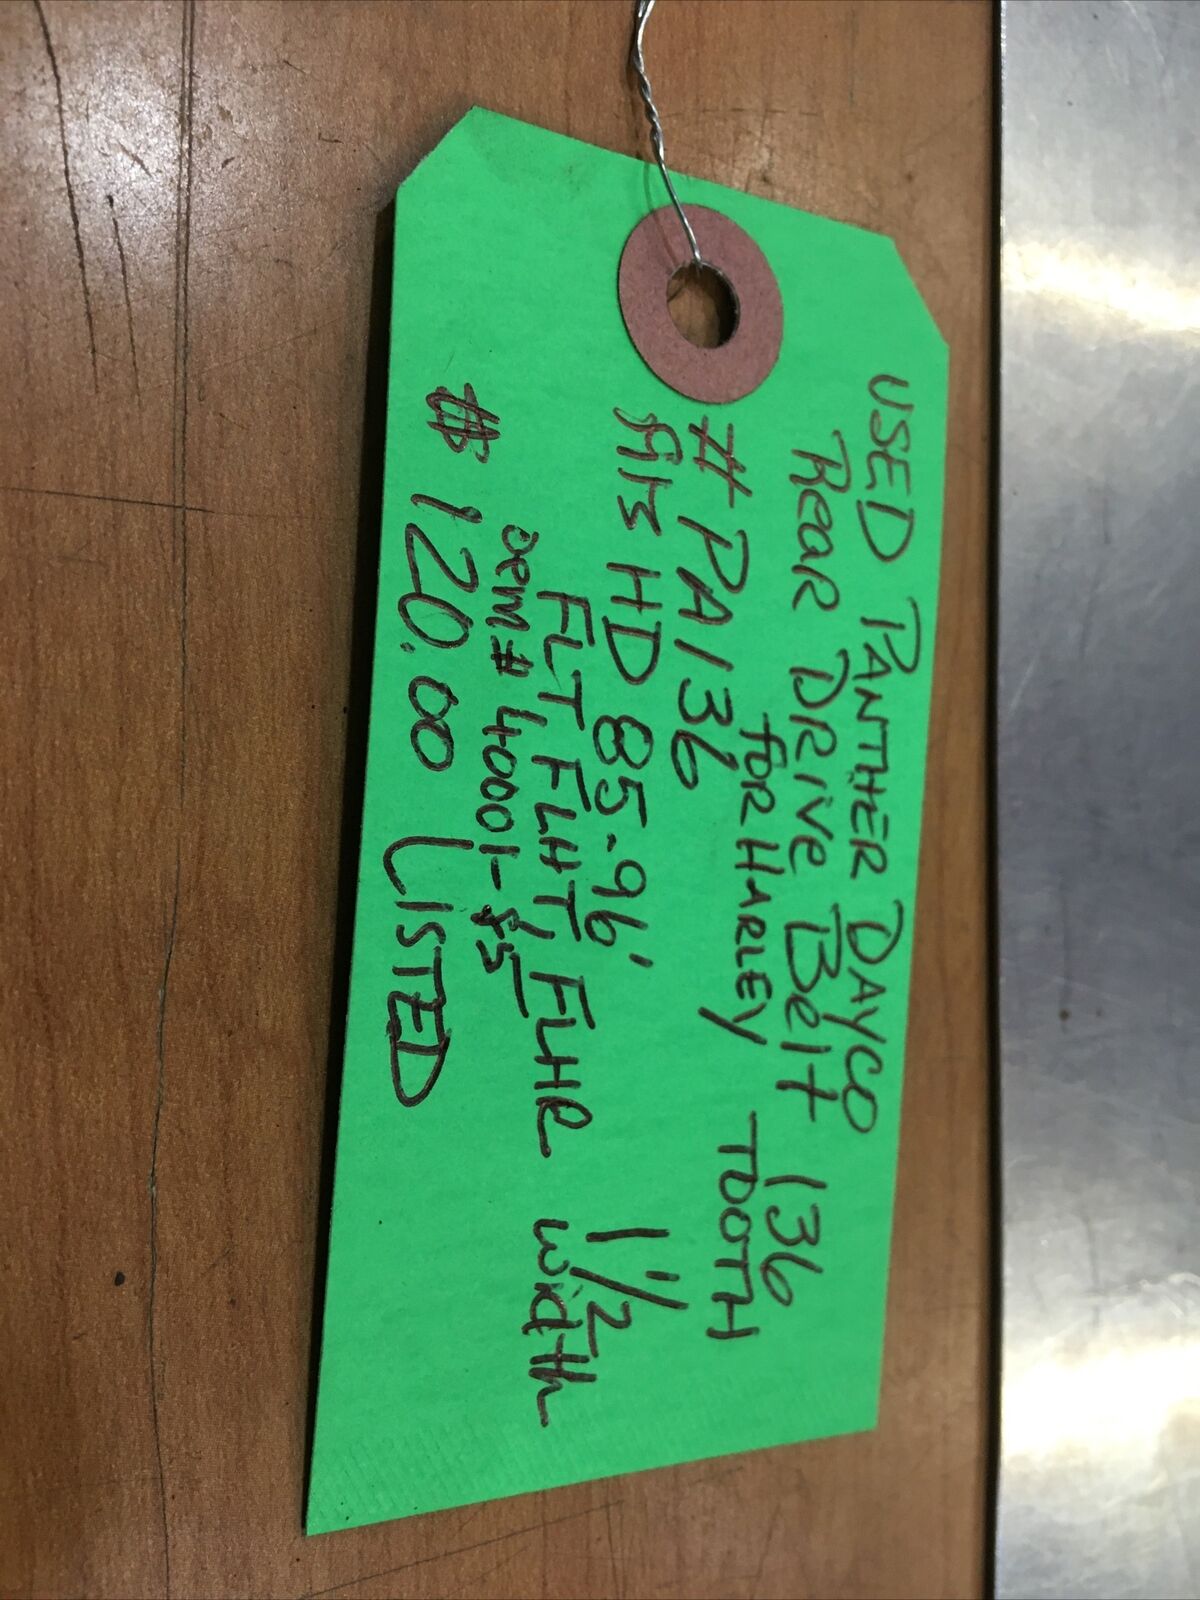 USED PANTHER DAYCO
Rear DRIVE Belt 136
for HARLEY TOOTH
#PA136
fits HD 85-96'
FLT FLHT, FLHR 1 1/2
OEM# 40001-85 width
$120.00 LISTED